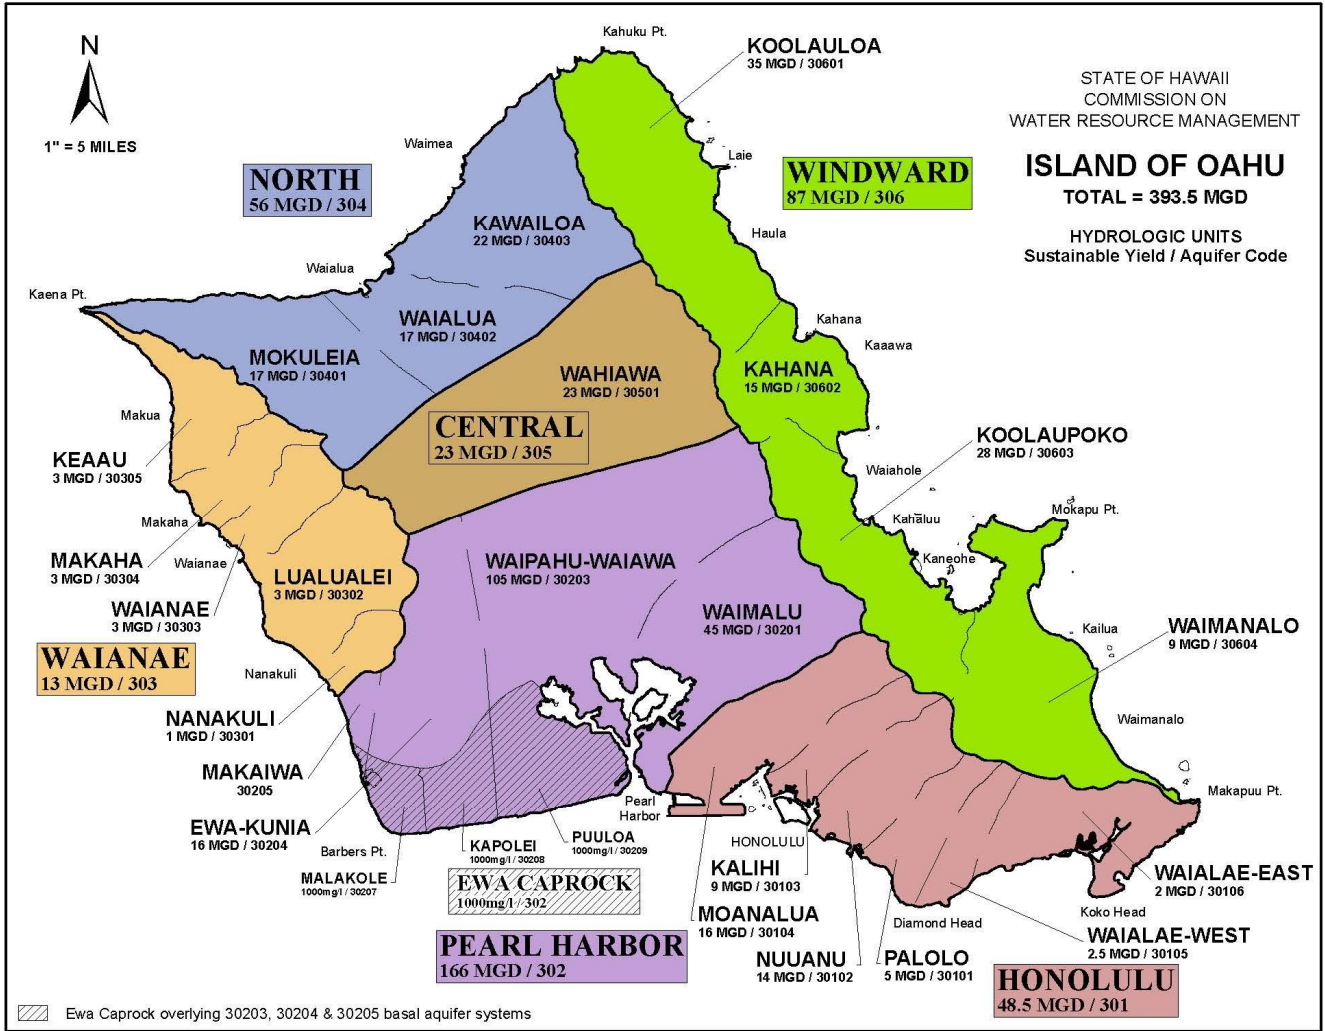 Kahuku Pt.
N
1" = 5 MILES
KOOLAULOA
35 MGD / 30601
STATE OF HAWAII
COMMISSION ON
WATER RESOURCE MANAGEMENT
ISLAND OF OAHU
TOTAL = 393.5 MGD
HYDROLOGIC UNITS
Sustainable Yield / Aquifer Code
Waimea
Laie
NORTH
56 MGD / 304
WINDWARD
87 MGD / 306
KAWAILOA
22 MGD / 30403
Haula
Waialua
Kaena Pt.
WAIALUA
17 MGD / 30402
Kahana
Kaaawa
MOKULEIA
17 MGD / 30401
WAHIAWA
23 MGD / 30501
KAHANA
15 MGD / 30602
Makua
CENTRAL
23 MGD / 305
KOOLAUPOKO
28 MGD / 30603
KEAAU
3 MGD / 30305
Waiahole
Makaha
Kahaluu
Mokapu Pt.
MAKAHA
3 MGD / 30304
Waianae
WAIPAHU-WAIAWA
105 MGD / 30203
Kaneohe
LUALUALEI
3 MGD / 30302
WAIANAE
3 MGD / 30303
WAIMALU
45 MGD / 30201
Kailua
WAIMANALO
9 MGD / 30604
WAIANAE
13 MGD / 303
Nanakuli
NANAKULI
1 MGD / 30301
Waimanalo
MAKAIWA
30205
Makapuu Pt.
Pearl
Harbor
EWA-KUNIA
16 MGD / 30204
Barbers Pt.
KAPOLEI
1000mg/l / 30208
PUULOA
1000mg/l / 30209
HONOLULU
MALAKOLE
1000mg/l / 30207
EWA CAPROCK
1000mg/l / 302
KALIHI
9 MGD / 30103
WAIALAE-EAST
2 MGD / 30106
MOANALUA
16 MGD / 30104
Diamond Head
Koko Head
WAIALAE-WEST
2.5 MGD / 30105
PEARL HARBOR
166 MGD / 302
NUUANU
14 MGD / 30102
PALOLO
5 MGD / 30101
HONOLULU
48.5 MGD / 301
Ewa Caprock overlying 30203, 30204 & 30205 basal aquifer systems